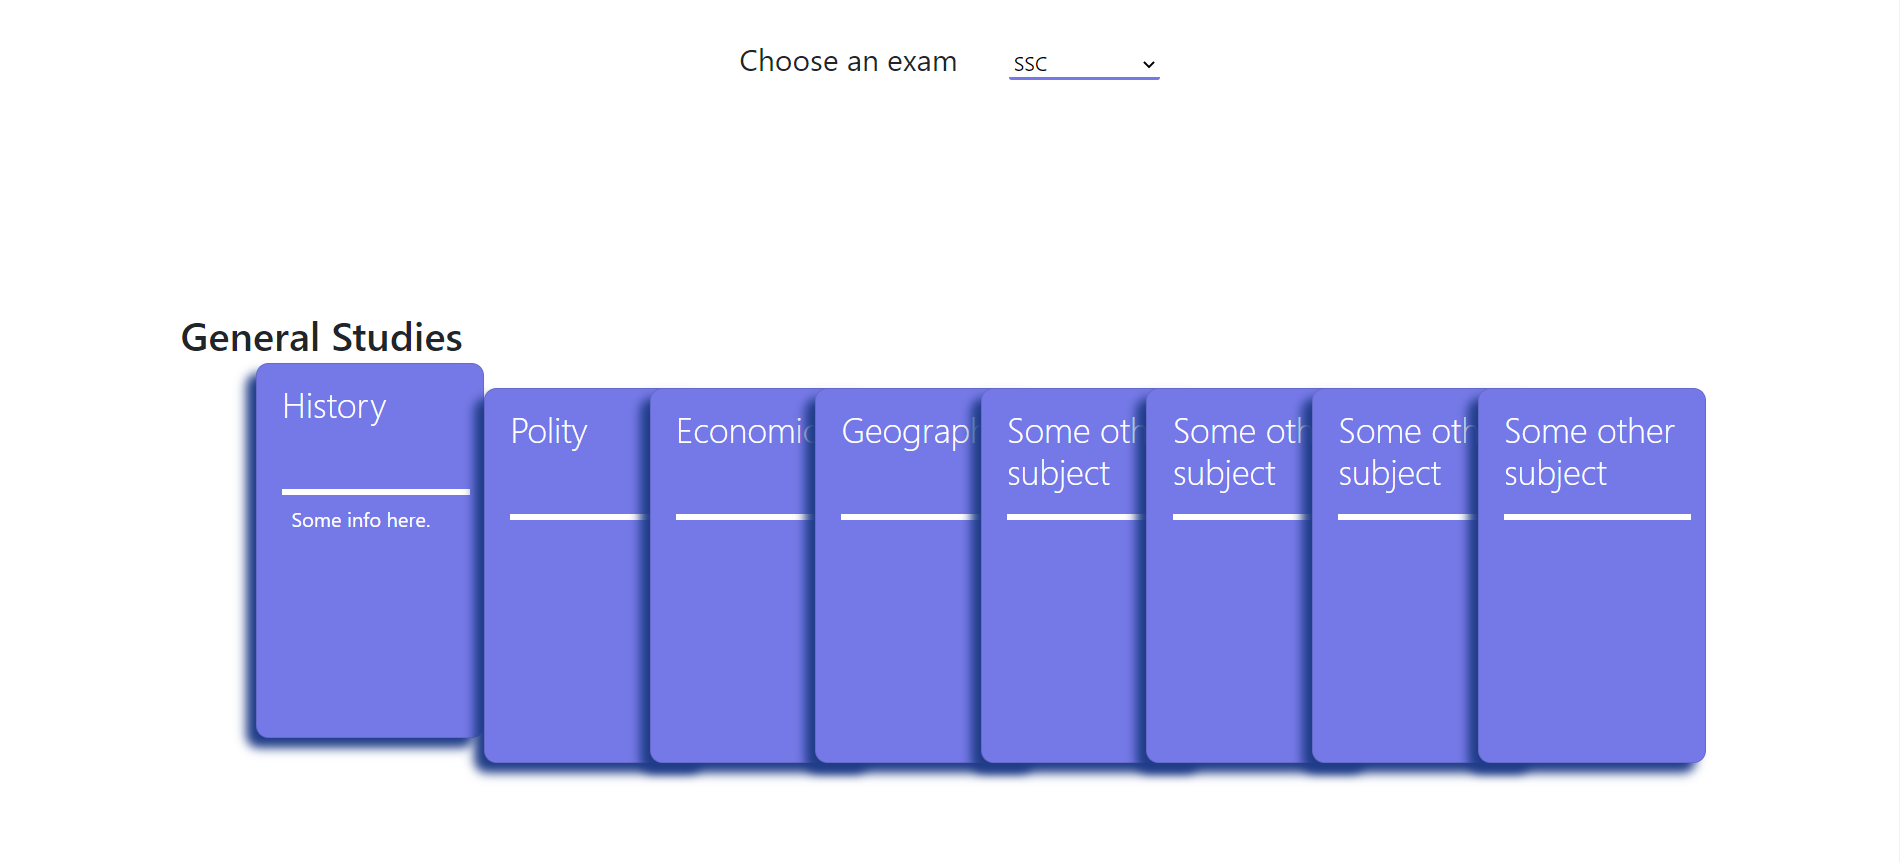 Choose an exam
SSC
General Studies
History
Some info here.
Polity
Economic
Geograph
Some oth
subject
Some oth
subject
Some oth
subject
Some other
subject